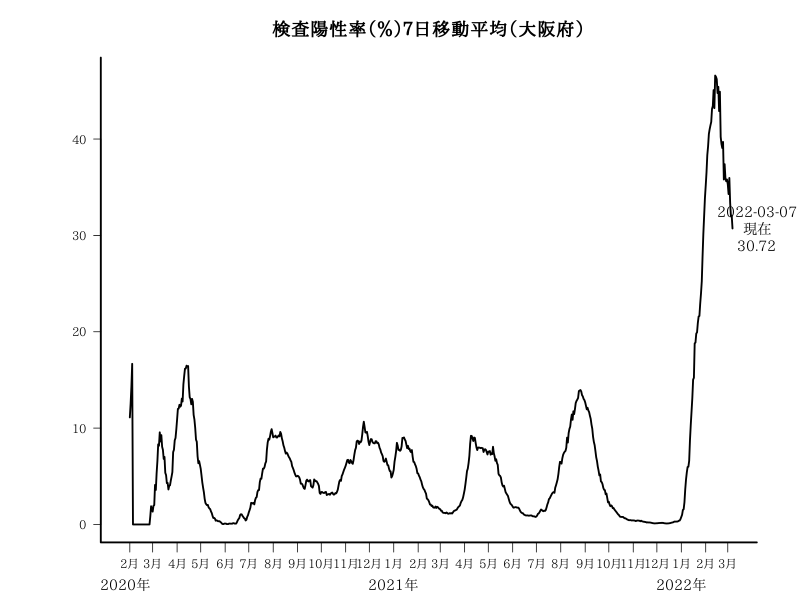 検査陽性率(%)7日移動平均(大阪府)
40
30
20
10
0
2022-03-07
現在
30.72
2月 3月 4月 5月 6月 7月 8月 9月 10月 11月 12月 1月 2月 3月 4月 5月 6月 7月 8月 9月 10月 11月 12月 1月 2月 3月
2020年 2021年 2022年